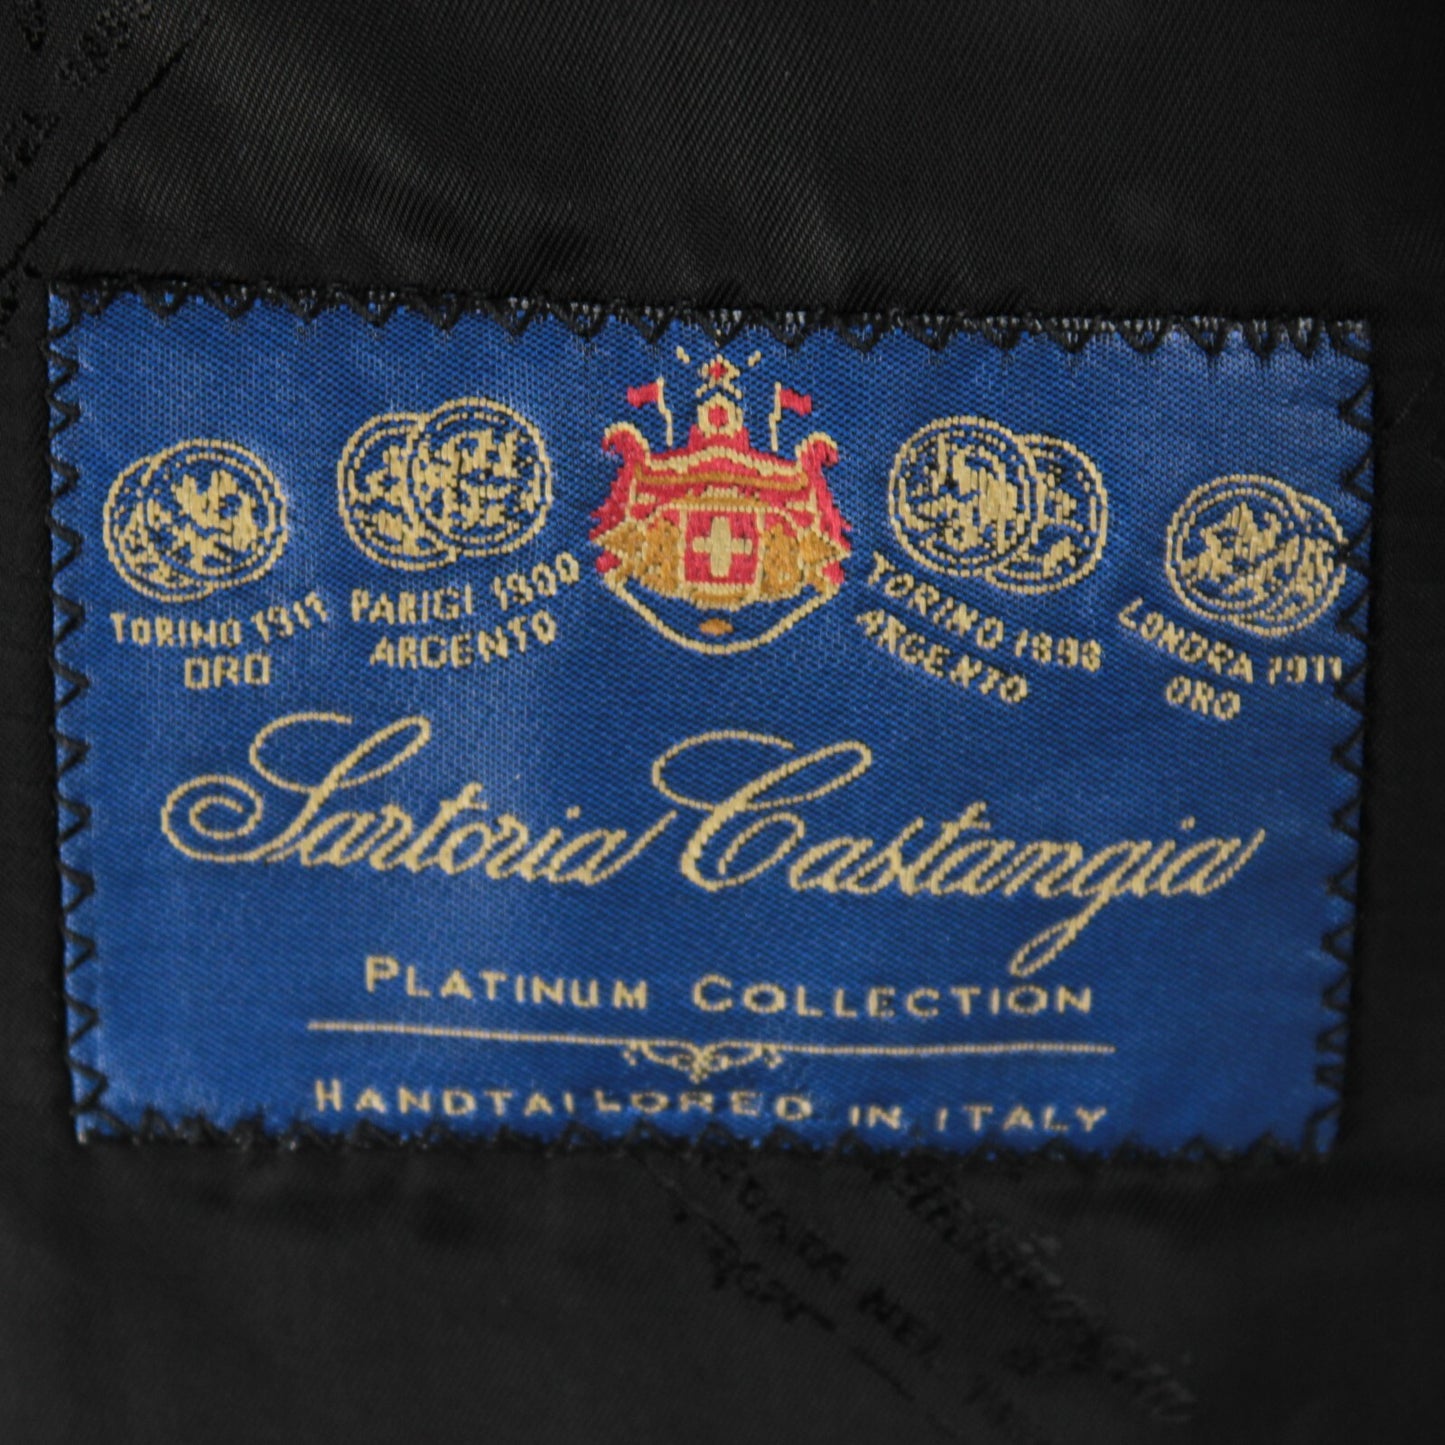 TORINO 1911
ORO
PARIGI 1900
ARGENTO
TORINO 1898
ARGENTO
LONDRA 1911
ORO
Sartoria Castangia
PLATINUM COLLECTION
HANDTAILORED IN ITALY
NEL